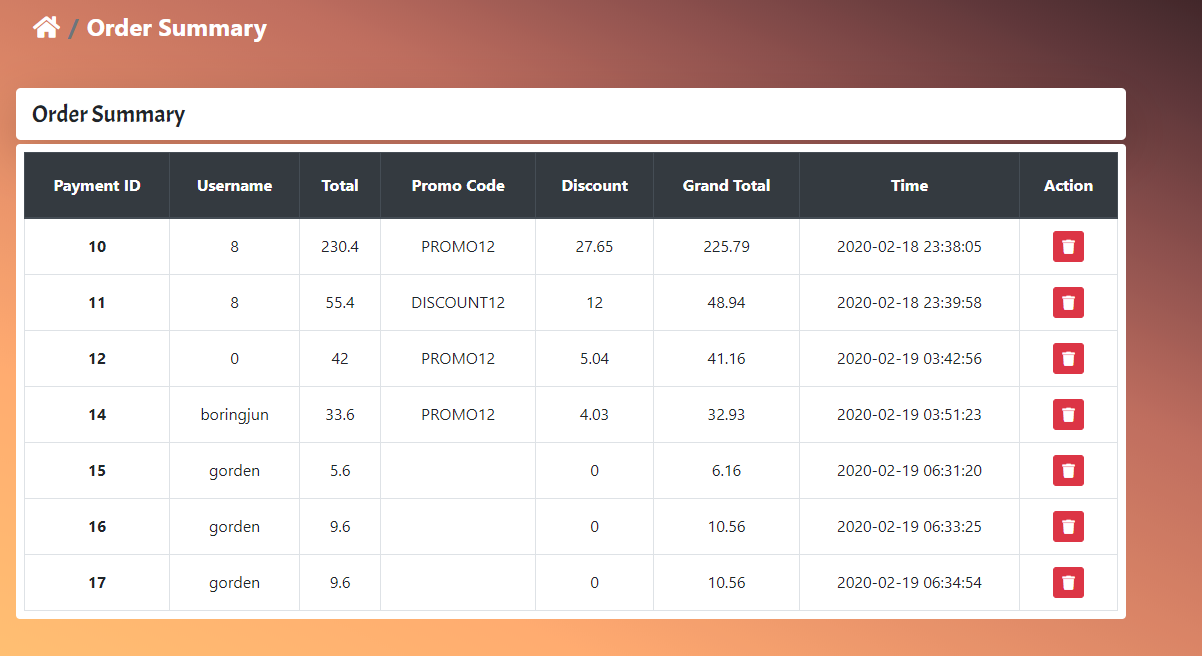 / Order Summary
Order Summary
Payment ID Username Total Promo Code Discount Grand Total Time Action
10 8 230.4 PROMO12 27.65 225.79 2020-02-18 23:38:05
11 8 55.4 DISCOUNT12 12 48.94 2020-02-18 23:39:58
12 0 42 PROMO12 5.04 41.16 2020-02-19 03:42:56
14 boringjun 33.6 PROMO12 4.03 32.93 2020-02-19 03:51:23
15 gorden 5.6 0 6.16 2020-02-19 06:31:20
16 gorden 9.6 0 10.56 2020-02-19 06:33:25
17 gorden 9.6 0 10.56 2020-02-19 06:34:54